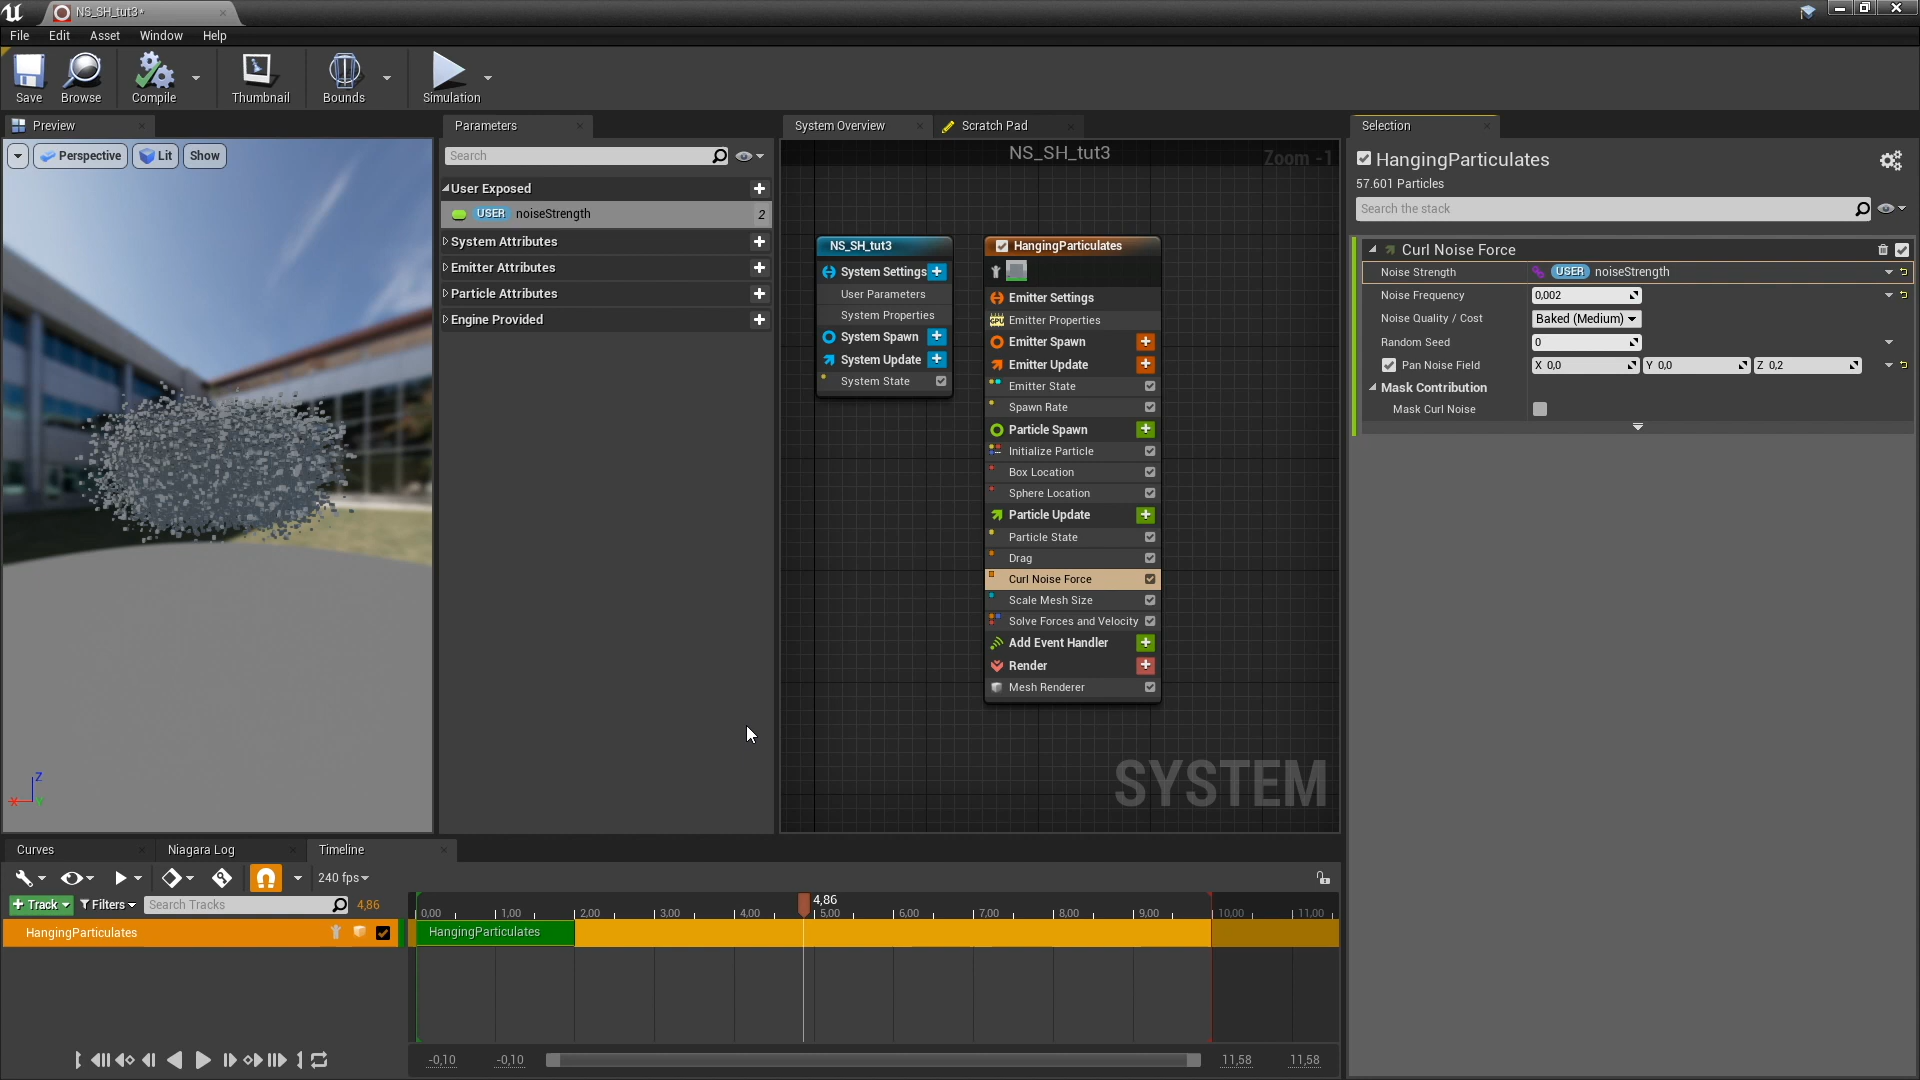 NS_SH_tut3*
File Edit Asset Window Help
Save Browse Compile Thumbnail Bounds Simulation
Preview
Perspective Lit Show
Z
X
Y
Parameters
Search
User Exposed
USER noiseStrength 2
System Attributes
Emitter Attributes
Particle Attributes
Engine Provided
System Overview Scratch Pad
NS_SH_tut3 Zoom -1
NS_SH_tut3
System Settings
User Parameters
System Properties
System Spawn
System Update
System State
HangingParticulates
Emitter Settings
GPU Emitter Properties
Emitter Spawn
Emitter Update
Emitter State
Spawn Rate
Particle Spawn
Initialize Particle
Box Location
Sphere Location
Particle Update
Particle State
Drag
Curl Noise Force
Scale Mesh Size
Solve Forces and Velocity
Add Event Handler
Render
Mesh Renderer
SYSTEM
Selection
HangingParticulates
57.601 Particles
Search the stack
Curl Noise Force
Noise Strength USER noiseStrength
Noise Frequency 0,002
Noise Quality / Cost Baked (Medium)
Random Seed 0
Pan Noise Field X 0,0 Y 0,0 Z 0,2
Mask Contribution
Mask Curl Noise
Curves Niagara Log Timeline
240 fps
+ Track Filters Search Tracks 4,86
4,86
0,00 1,00 2,00 3,00 4,00 5,00 6,00 7,00 8,00 9,00 10,00 11,00
HangingParticulates HangingParticulates
-0,10 -0,10 11,58 11,58